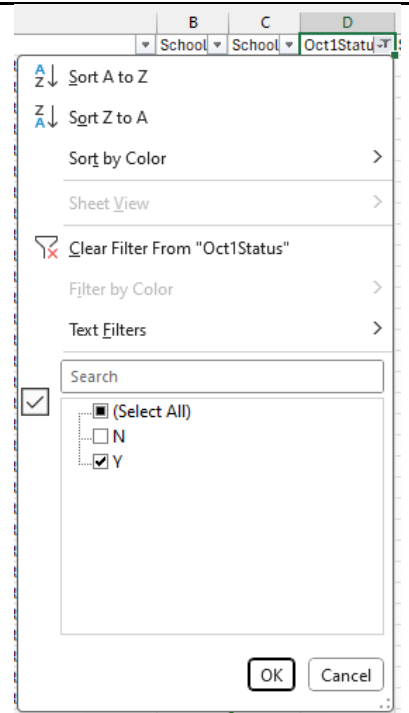 B C D
School School Oct1Statu
Sort A to Z
Sort Z to A
Sort by Color
Sheet View
Clear Filter From "Oct1Status"
Filter by Color
Text Filters
Search
(Select All)
N
Y
OK Cancel